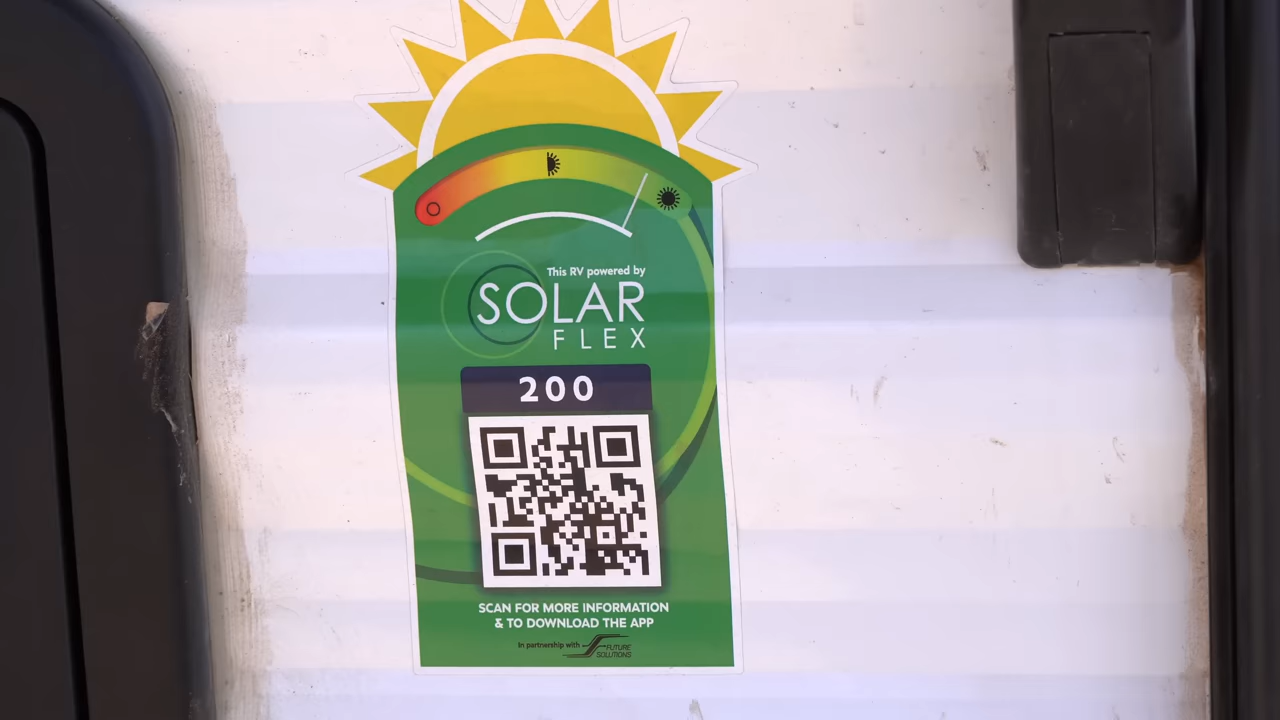 This RV powered by
SOLAR
FLEX
200
SCAN FOR MORE INFORMATION
& TO DOWNLOAD THE APP
In partnership with FUTURE
SOLUTIONS